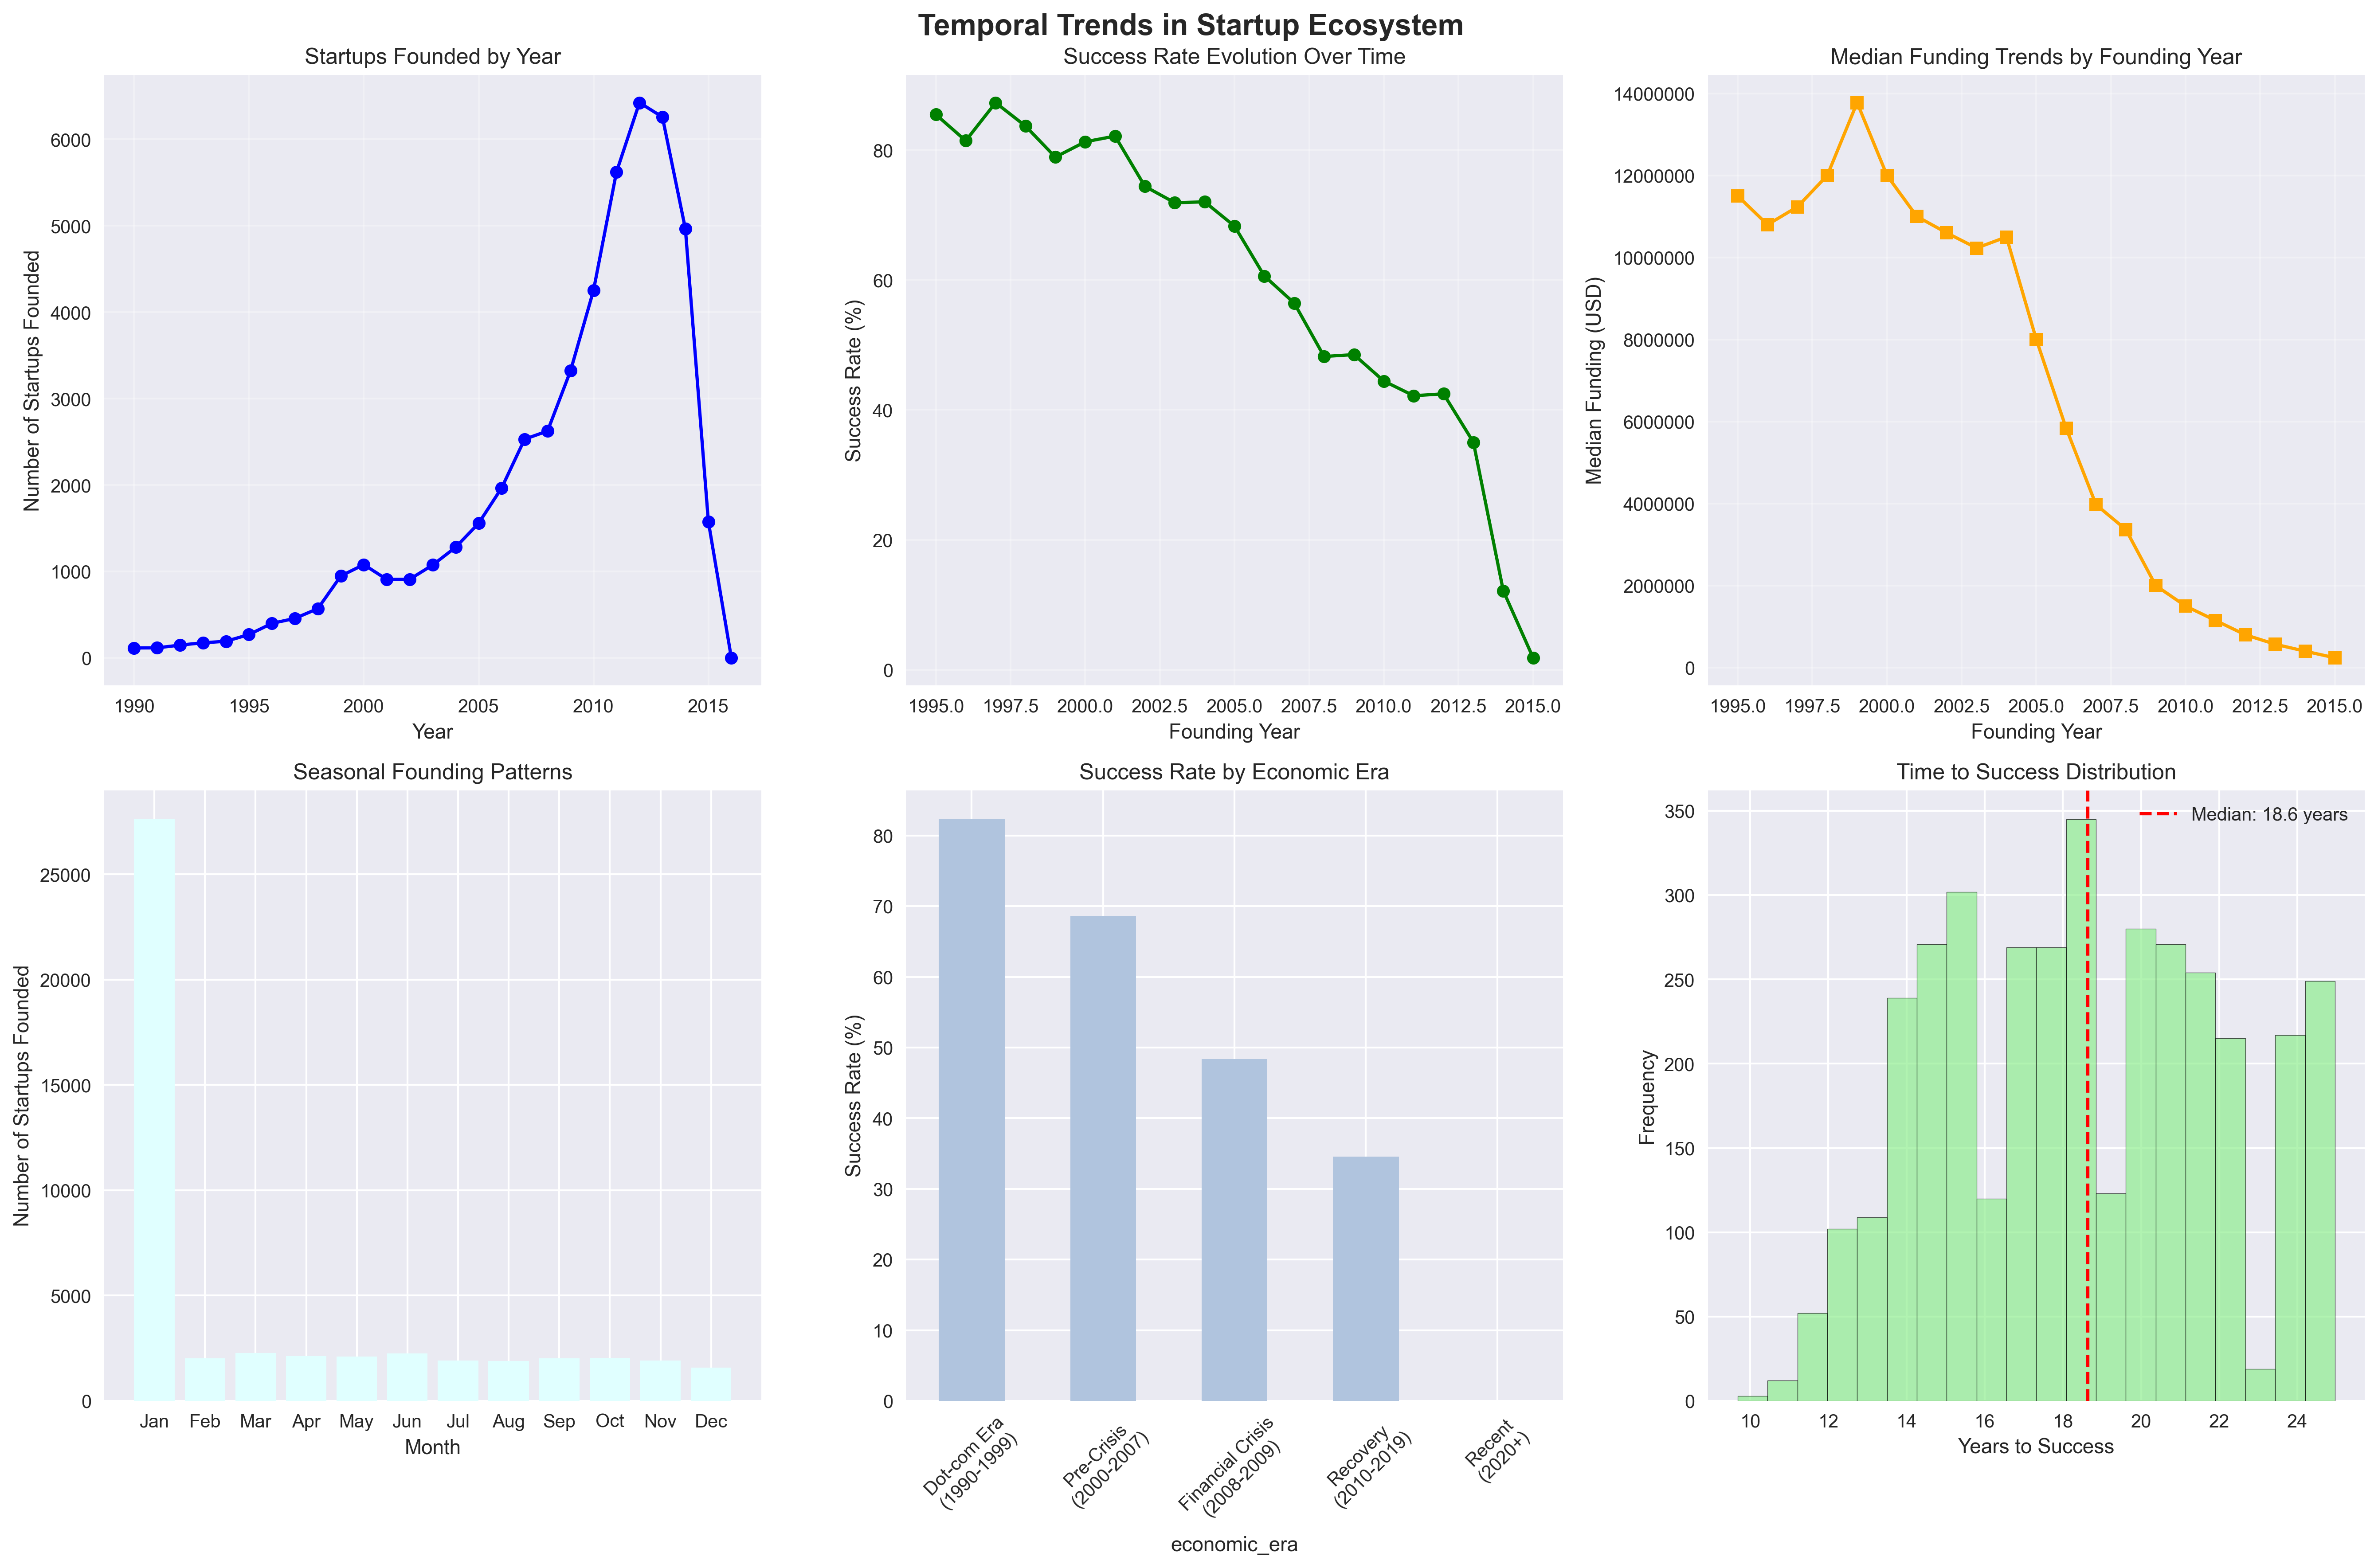 Temporal Trends in Startup Ecosystem
Startups Founded by Year
Number of Startups Founded
6000
5000
4000
3000
2000
1000
0
1990
1995
2000
2005
2010
2015
Year
Success Rate Evolution Over Time
Success Rate (%)
80
60
40
20
0
1995.0
1997.5
2000.0
2002.5
2005.0
2007.5
2010.0
2012.5
2015.0
Founding Year
Median Funding Trends by Founding Year
Median Funding (USD)
14000000
12000000
10000000
8000000
6000000
4000000
2000000
0
1995.0
1997.5
2000.0
2002.5
2005.0
2007.5
2010.0
2012.5
2015.0
Founding Year
Seasonal Founding Patterns
Number of Startups Founded
25000
20000
15000
10000
5000
0
Jan
Feb
Mar
Apr
May
Jun
Jul
Aug
Sep
Oct
Nov
Dec
Month
Success Rate by Economic Era
Success Rate (%)
80
70
60
50
40
30
20
10
0
Dot-com Era
(1990-1999)
Pre-Crisis
(2000-2007)
Financial Crisis
(2008-2009)
Recovery
(2010-2019)
Recent
(2020+)
economic_era
Time to Success Distribution
Median: 18.6 years
Frequency
350
300
250
200
150
100
50
0
10
12
14
16
18
20
22
24
Years to Success